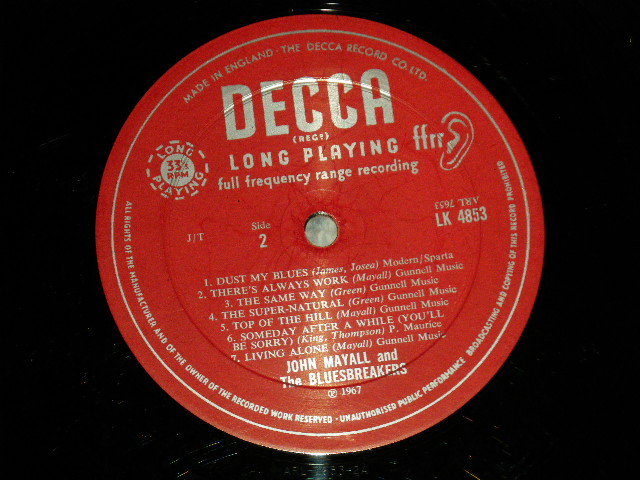 MADE IN ENGLAND · THE DECCA RECORD CO. LTD.
DECCA
(REGD)
LONG PLAYING
ffrr
full frequency range recording
LONG
33⅓
RPM
PLAYING
ARL 7653
LK 4853
J/T
Side
2
1. DUST MY BLUES (James, Josea) Modern/Sparta
2. THERE'S ALWAYS WORK (Mayall) Gunnell Music
3. THE SAME WAY (Green) Gunnell Music
4. THE SUPER-NATURAL (Green) Gunnell Music
5. TOP OF THE HILL (Mayall) Gunnell Music
6. SOMEDAY AFTER A WHILE (YOU'LL
BE SORRY) (King, Thompson) P. Maurice
7. LIVING ALONE (Mayall) Gunnell Music
JOHN MAYALL and
The BLUESBREAKERS
℗ 1967
ALL RIGHTS OF THE MANUFACTURER AND OF THE OWNER OF THE RECORDED WORK RESERVED · UNAUTHORISED PUBLIC PERFORMANCE BROADCASTING AND COPYING OF THIS RECORD PROHIBITED